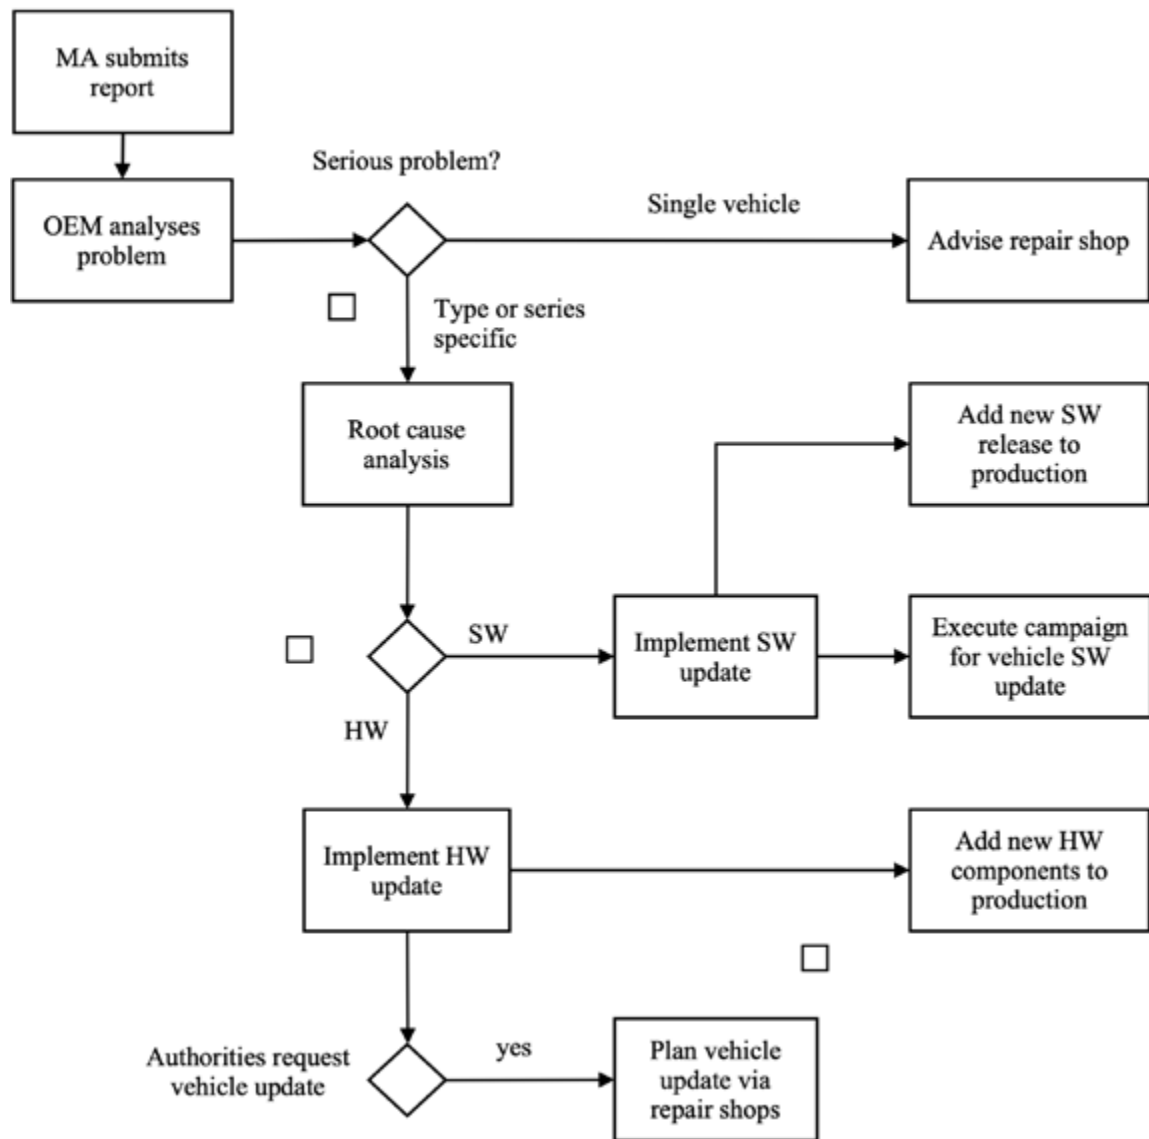 MA submits
report
Serious problem?
OEM analyses
problem
Single vehicle
Advise repair shop
Type or series
specific
Root cause
analysis
Add new SW
release to
production
SW
Implement SW
update
Execute campaign
for vehicle SW
update
HW
Implement HW
update
Add new HW
components to
production
Authorities request
vehicle update
yes
Plan vehicle
update via
repair shops